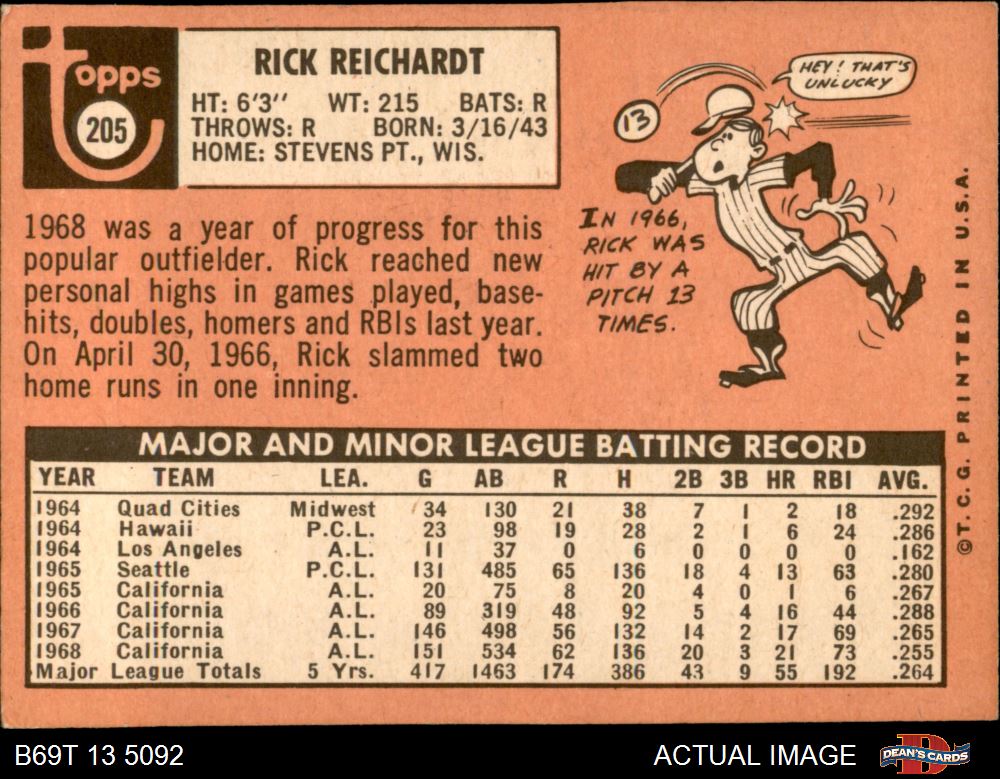 Topps
205
RICK REICHARDT
HT: 6'3" WT: 215 BATS: R
THROWS: R BORN: 3/16/43
HOME: STEVENS PT., WIS.
1968 was a year of progress for this
popular outfielder. Rick reached new
personal highs in games played, base-
hits, doubles, homers and RBIs last year.
On April 30, 1966, Rick slammed two
home runs in one inning.
13
HEY! THAT'S
UNLUCKY
IN 1966,
RICK WAS
HIT BY A
PITCH 13
TIMES.
MAJOR AND MINOR LEAGUE BATTING RECORD
YEAR TEAM LEA. G AB R H 2B 3B HR RBI AVG.
1964 Quad Cities Midwest 34 130 21 38 7 1 2 18 .292
1964 Hawaii P.C.L. 23 98 19 28 2 1 6 24 .286
1964 Los Angeles A.L. 11 37 0 6 0 0 0 0 .162
1965 Seattle P.C.L. 131 485 65 136 18 4 13 63 .280
1965 California A.L. 20 75 8 20 4 0 1 6 .267
1966 California A.L. 89 319 48 92 5 4 16 44 .288
1967 California A.L. 146 498 56 132 14 2 17 69 .265
1968 California A.L. 151 534 62 136 20 3 21 73 .255
Major League Totals 5 Yrs. 417 1463 174 386 43 9 55 192 .264
©T.C.G. PRINTED IN U.S.A.
B69T 13 5092 ACTUAL IMAGE
DEAN'S CARDS